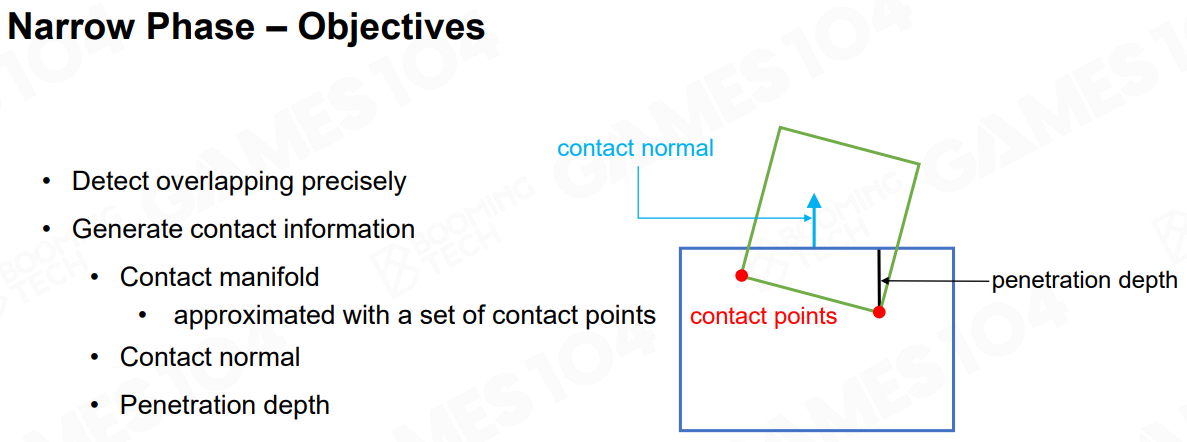 Narrow Phase – Objectives
• Detect overlapping precisely
• Generate contact information
• Contact manifold
• approximated with a set of contact points
• Contact normal
• Penetration depth
contact normal
penetration depth
contact points
GAMES104
BOOMING TECH